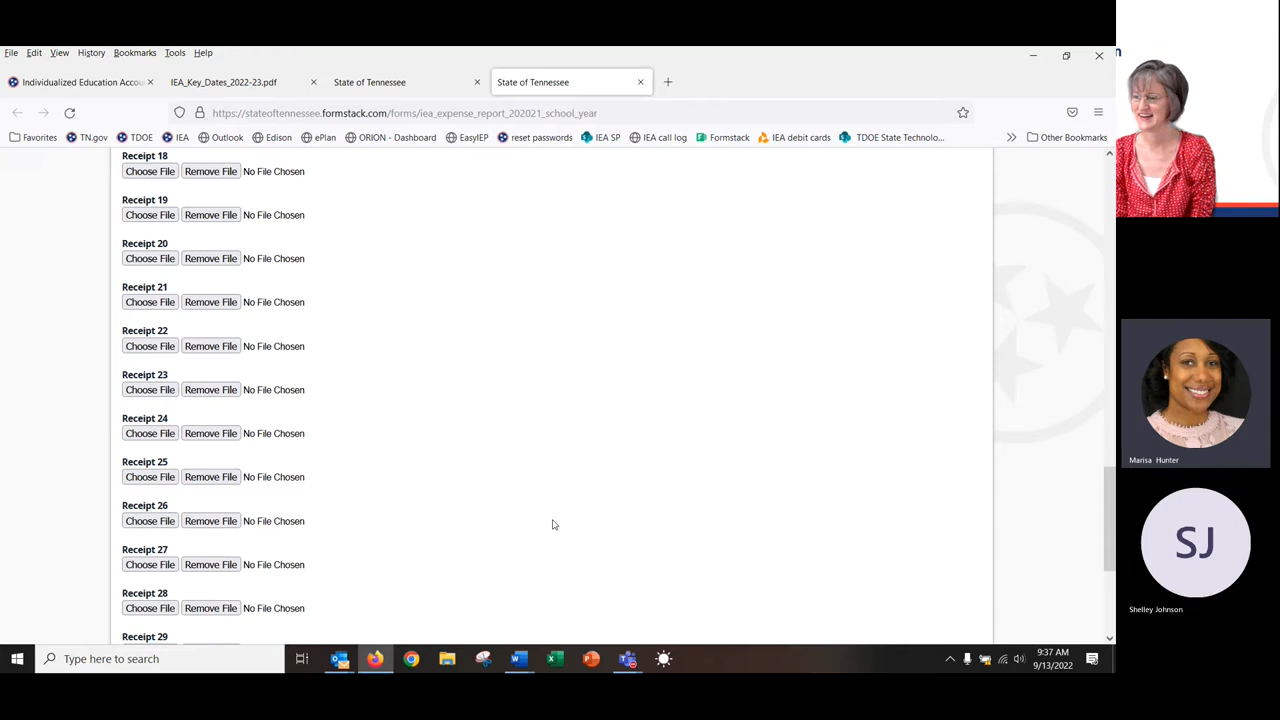 File Edit View History Bookmarks Tools Help
Individualized Education Accou IEA_Key_Dates_2022-23.pdf State of Tennessee State of Tennessee
https://stateoftennessee.formstack.com/forms/iea_expense_report_202021_school_year
Favorites TN.gov TDOE IEA Outlook Edison ePlan ORION - Dashboard EasyIEP reset passwords IEA SP IEA call log Formstack IEA debit cards TDOE State Technolo... Other Bookmarks
Receipt 18
Choose File Remove File No File Chosen
Receipt 19
Choose File Remove File No File Chosen
Receipt 20
Choose File Remove File No File Chosen
Receipt 21
Choose File Remove File No File Chosen
Receipt 22
Choose File Remove File No File Chosen
Receipt 23
Choose File Remove File No File Chosen
Receipt 24
Choose File Remove File No File Chosen
Receipt 25
Choose File Remove File No File Chosen
Receipt 26
Choose File Remove File No File Chosen
Receipt 27
Choose File Remove File No File Chosen
Receipt 28
Choose File Remove File No File Chosen
Receipt 29
Marisa Hunter
SJ
Shelley Johnson
Type here to search
9:37 AM
9/13/2022